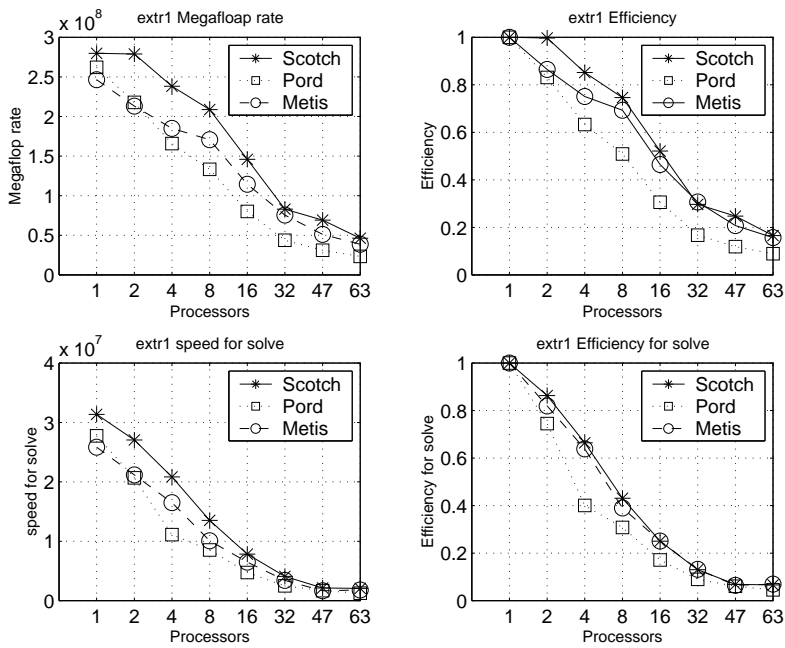 extr1 Megafloap rate
x 10^8
3
2.5
2
1.5
1
0.5
0
Megaflop rate
Scotch
Pord
Metis
1 2 4 8 16 32 47 63
Processors
extr1 Efficiency
1
0.8
0.6
0.4
0.2
0
Efficiency
Scotch
Pord
Metis
1 2 4 8 16 32 47 63
Processors
extr1 speed for solve
x 10^7
4
3
2
1
0
speed for solve
Scotch
Pord
Metis
1 2 4 8 16 32 47 63
Processors
extr1 Efficiency for solve
1
0.8
0.6
0.4
0.2
0
Efficiency for solve
Scotch
Pord
Metis
1 2 4 8 16 32 47 63
Processors